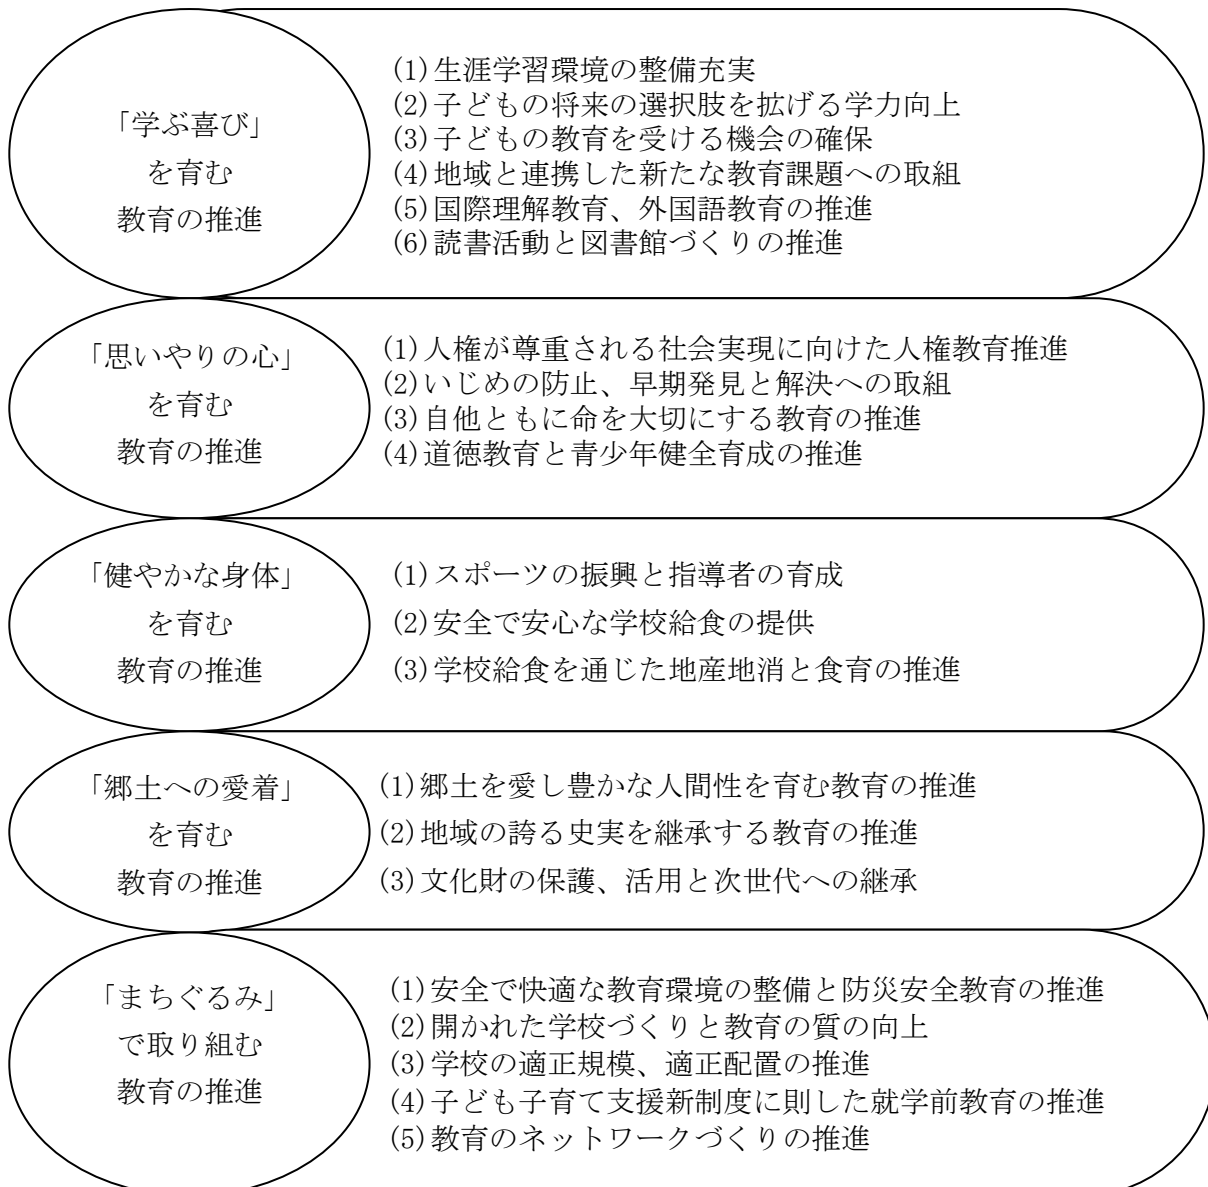 「学ぶ喜び」
を育む
教育の推進
(1)生涯学習環境の整備充実
(2)子どもの将来の選択肢を拡げる学力向上
(3)子どもの教育を受ける機会の確保
(4)地域と連携した新たな教育課題への取組
(5)国際理解教育、外国語教育の推進
(6)読書活動と図書館づくりの推進
「思いやりの心」
を育む
教育の推進
(1)人権が尊重される社会実現に向けた人権教育推進
(2)いじめの防止、早期発見と解決への取組
(3)自他ともに命を大切にする教育の推進
(4)道徳教育と青少年健全育成の推進
「健やかな身体」
を育む
教育の推進
(1)スポーツの振興と指導者の育成
(2)安全で安心な学校給食の提供
(3)学校給食を通じた地産地消と食育の推進
「郷土への愛着」
を育む
教育の推進
(1)郷土を愛し豊かな人間性を育む教育の推進
(2)地域の誇る史実を継承する教育の推進
(3)文化財の保護、活用と次世代への継承
「まちぐるみ」
で取り組む
教育の推進
(1)安全で快適な教育環境の整備と防災安全教育の推進
(2)開かれた学校づくりと教育の質の向上
(3)学校の適正規模、適正配置の推進
(4)子ども子育て支援新制度に則した就学前教育の推進
(5)教育のネットワークづくりの推進